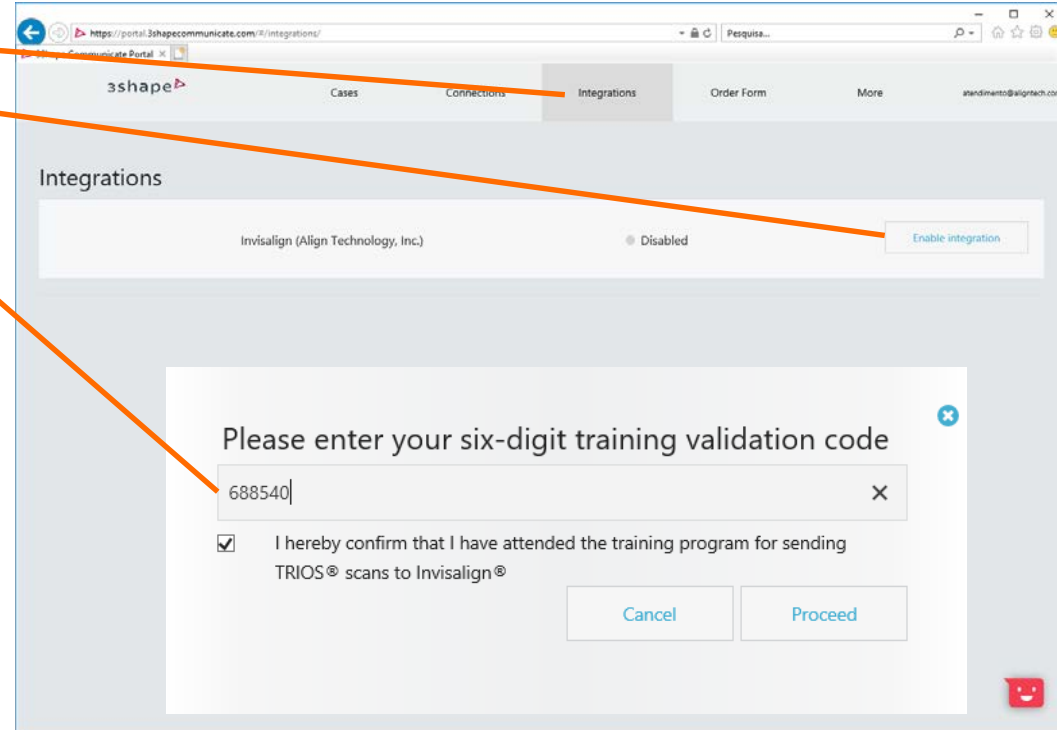 https://portal.3shapecommunicate.com/#/integrations/
Pesquisa...
Communicate Portal
3shape
Cases
Connections
Integrations
Order Form
More
atendimento@aligntech.co
Integrations
Invisalign (Align Technology, Inc.)
Disabled
Enable integration
Please enter your six-digit training validation code
688540
I hereby confirm that I have attended the training program for sending
TRIOS® scans to Invisalign®
Cancel
Proceed